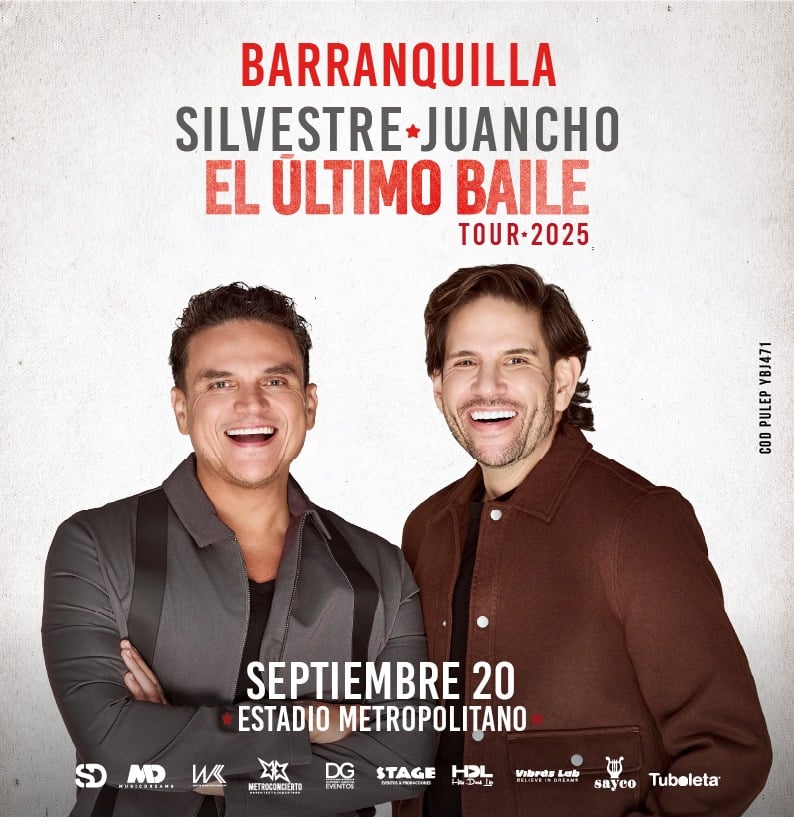 BARRANQUILLA
SILVESTRE★JUANCHO
EL ÚLTIMO BAILE
TOUR★2025
COD PULEP YBJ471
SEPTIEMBRE 20
★ESTADIO METROPOLITANO★
SD
MD
MUSICDREAMS
WK
METROCONCIERTO
DG
EVENTOS
STAGE
EVENTOS & PRODUCCIONES
HDL
Vibras Lab
BELIEVE IN DREAMS
sayco
Tuboleta